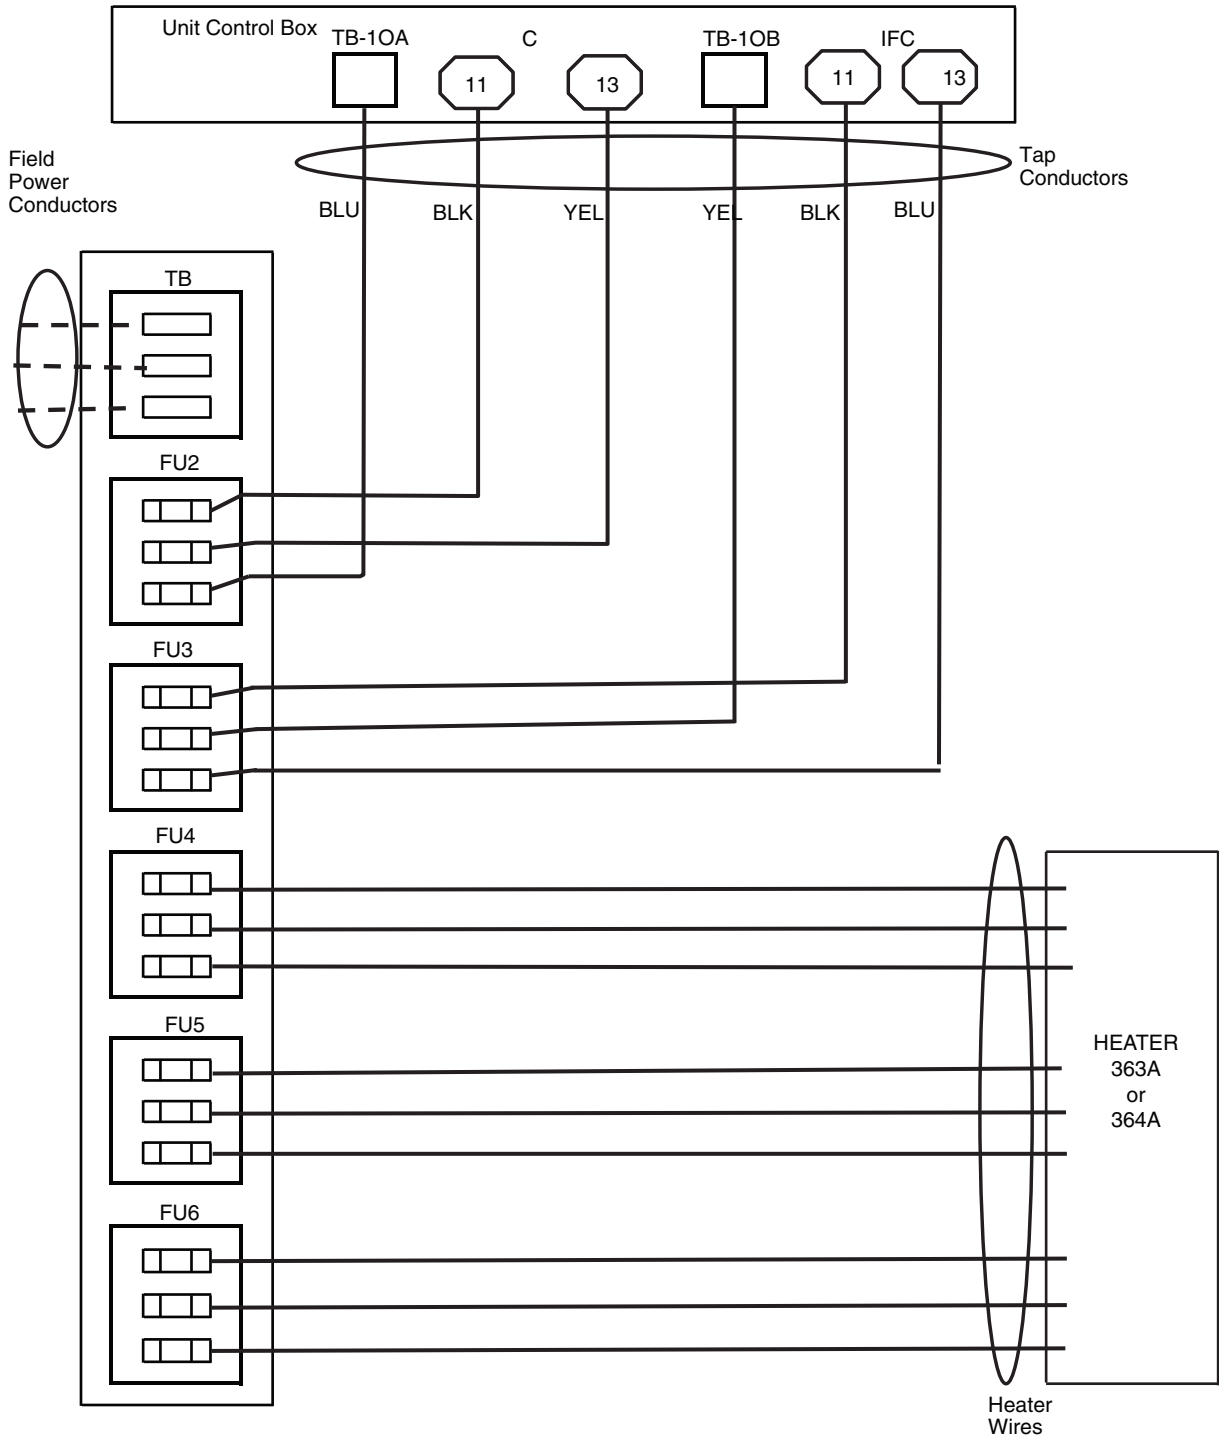 Unit Control Box
TB-1OA
C
TB-1OB
IFC
11
13
11
13
Field
Power
Conductors
Tap
Conductors
BLU
BLK
YEL
YEL
BLK
BLU
TB
FU2
FU3
FU4
FU5
HEATER
363A
or
364A
FU6
Heater
Wires